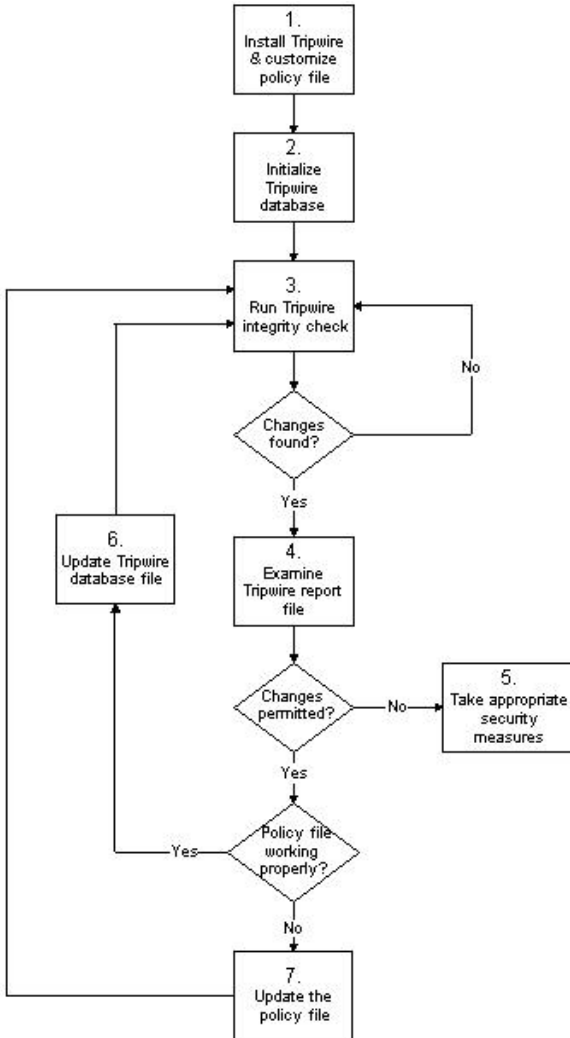 1.
Install Tripwire
& customize
policy file
2.
Initialize
Tripwire
database
3.
Run Tripwire
integrity check
No
Changes
found?
Yes
6.
Update Tripwire
database file
4.
Examine
Tripwire report
file
Changes
permitted?
No
5.
Take appropriate
security
measures
Yes
Policy file
working
properly?
Yes
No
7.
Update the
policy file